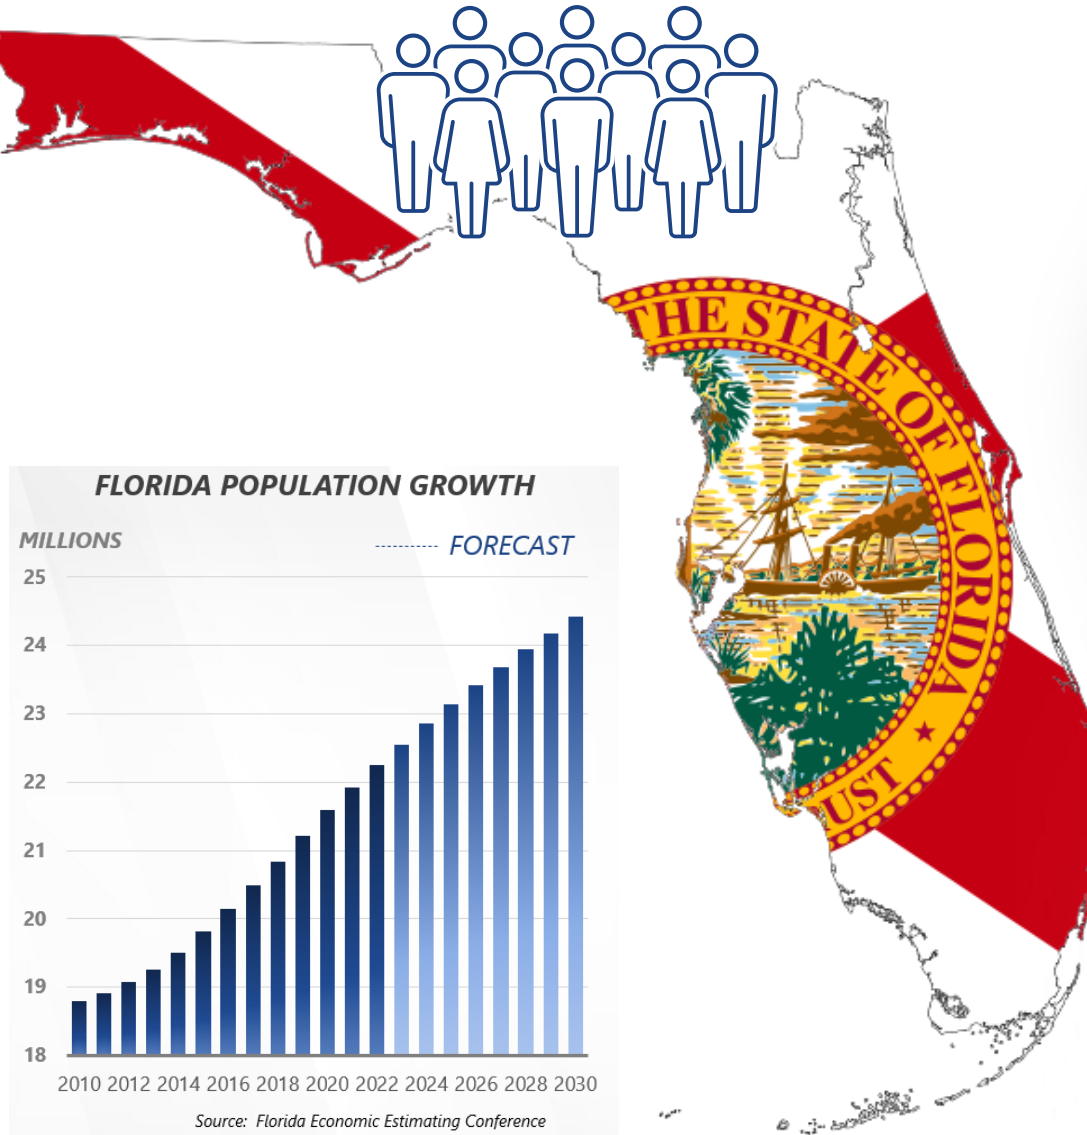 THE STATE OF FLORIDA
UST
FLORIDA POPULATION GROWTH
MILLIONS
FORECAST
25
24
23
22
21
20
19
18
2010 2012 2014 2016 2018 2020 2022 2024 2026 2028 2030
Source: Florida Economic Estimating Conference